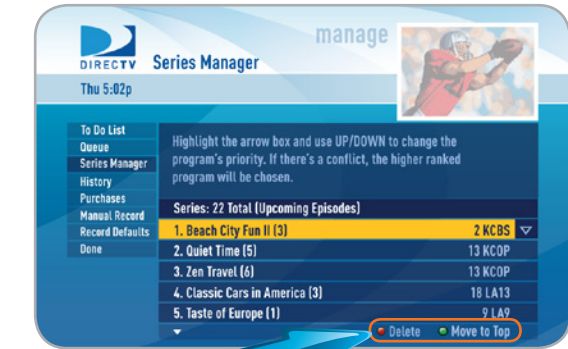 manage
DIRECTV Series Manager
Thu 5:02p
To Do List
Queue
Series Manager
History
Purchases
Manual Record
Record Defaults
Done
Highlight the arrow box and use UP/DOWN to change the
program's priority. If there's a conflict, the higher ranked
program will be chosen.
Series: 22 Total (Upcoming Episodes)
1. Beach City Fun II (3) 2 KCBS
2. Quiet Time (5) 13 KCOP
3. Zen Travel (6) 13 KCOP
4. Classic Cars in America (3) 18 LA13
5. Taste of Europe (1) 9 LA9
Delete Move to Top